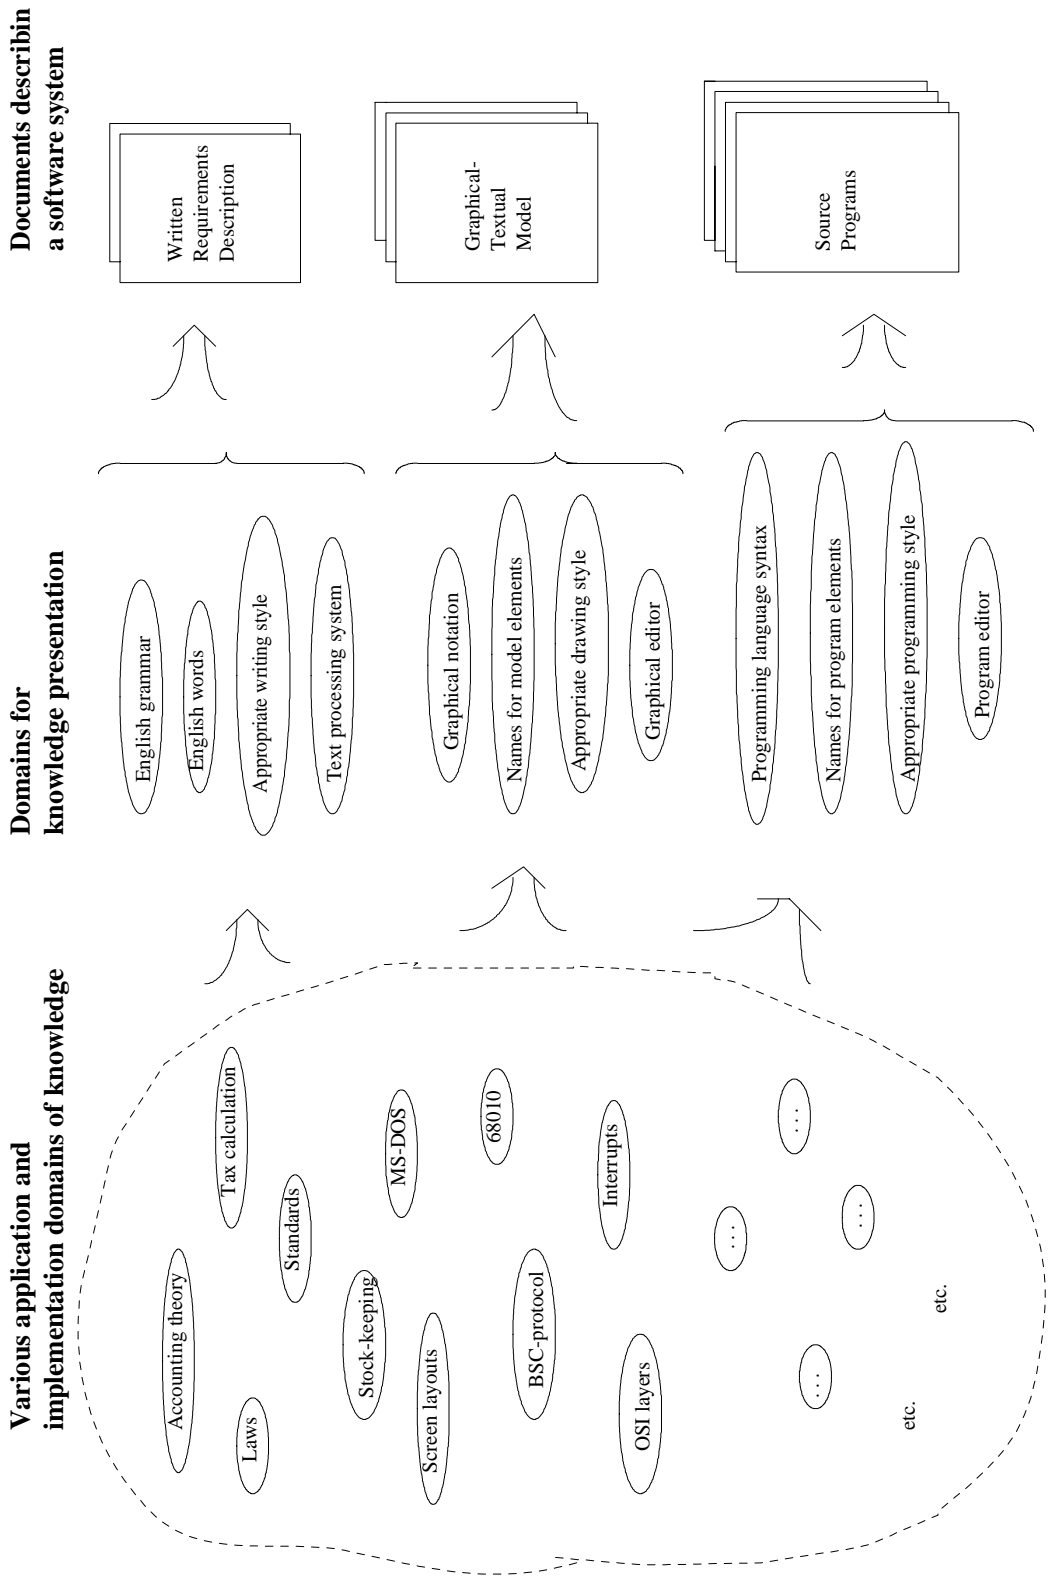 Various application and
implementation domains of knowledge
Accounting theory
Laws
Tax calculation
Standards
Stock-keeping
Screen layouts
MS-DOS
68010
BSC-protocol
Interrupts
OSI layers
. . .
. . .
. . .
. . .
etc.
etc.
Domains for
knowledge presentation
English grammar
English words
Appropriate writing style
Text processing system
Graphical notation
Names for model elements
Appropriate drawing style
Graphical editor
Programming language syntax
Names for program elements
Appropriate programming style
Program editor
Documents describin
a software system
Written
Requirements
Description
Graphical-
Textual
Model
Source
Programs